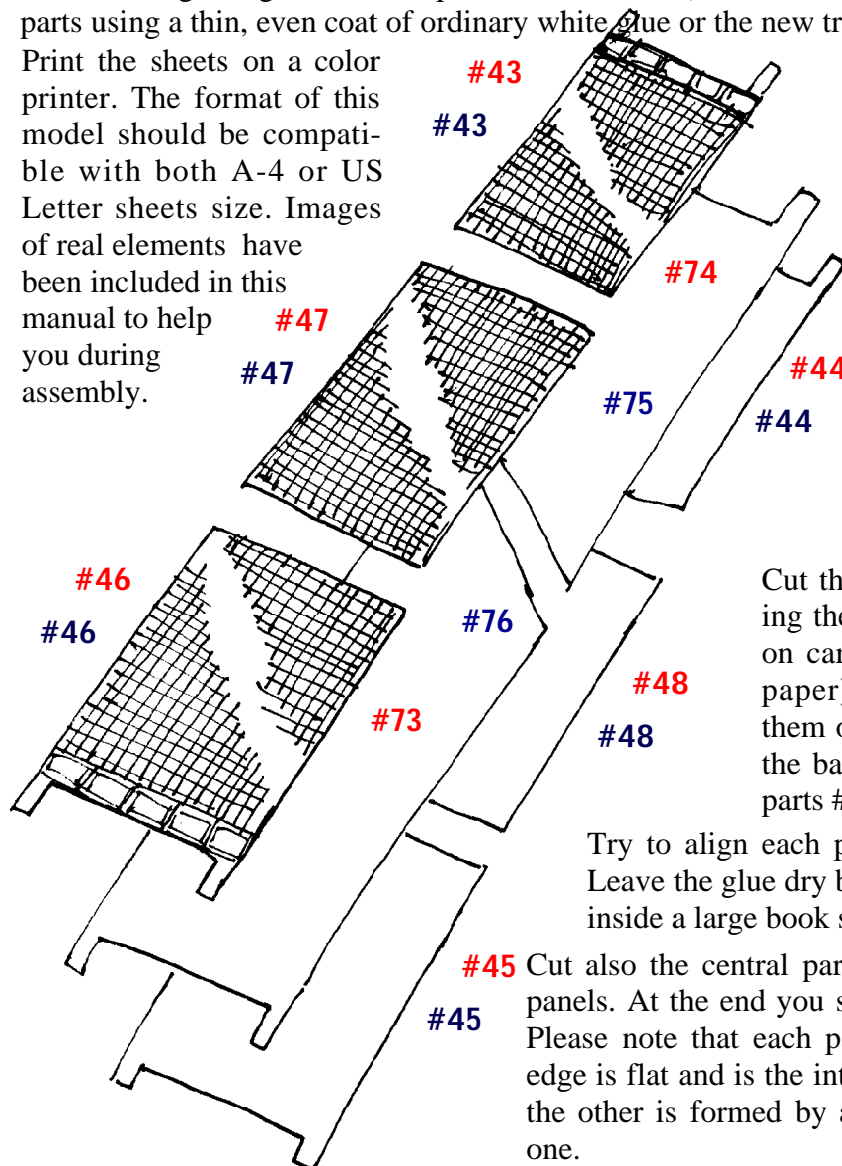 parts using a thin, even coat of ordinary white glue or the new tr
Print the sheets on a color
printer. The format of this
model should be compati-
ble with both A-4 or US
Letter sheets size. Images
of real elements have
been included in this
manual to help
you during
assembly.
#43
#43
#74
#47
#47
#44
#75
#44
#46
#46
#76
#48
#73
#48
Cut th
ing the
on car
paper)
them o
the ba
parts #
Try to align each p
Leave the glue dry b
inside a large book s
#45
#45
Cut also the central par
panels. At the end you s
Please note that each p
edge is flat and is the int
the other is formed by a
one.